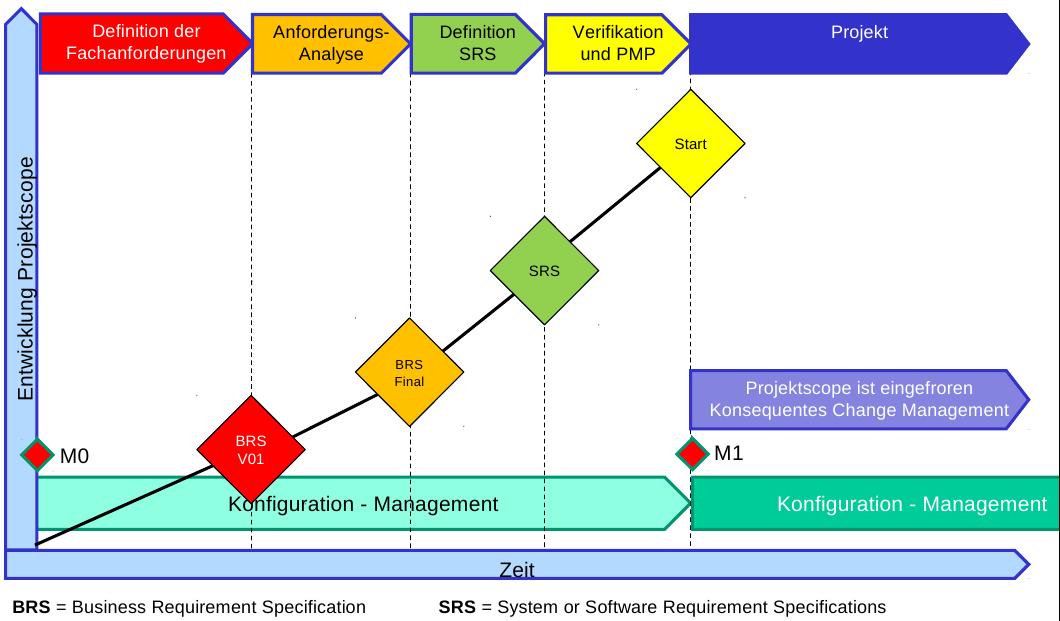 Definition der
Fachanforderungen
Anforderungs-
Analyse
Definition
SRS
Verifikation
und PMP
Projekt
Entwicklung Projektscope
Start
SRS
BRS
Final
BRS
V01
Projektscope ist eingefroren
Konsequentes Change Management
M0
M1
Konfiguration - Management
Konfiguration - Management
Zeit
BRS = Business Requirement Specification
SRS = System or Software Requirement Specifications